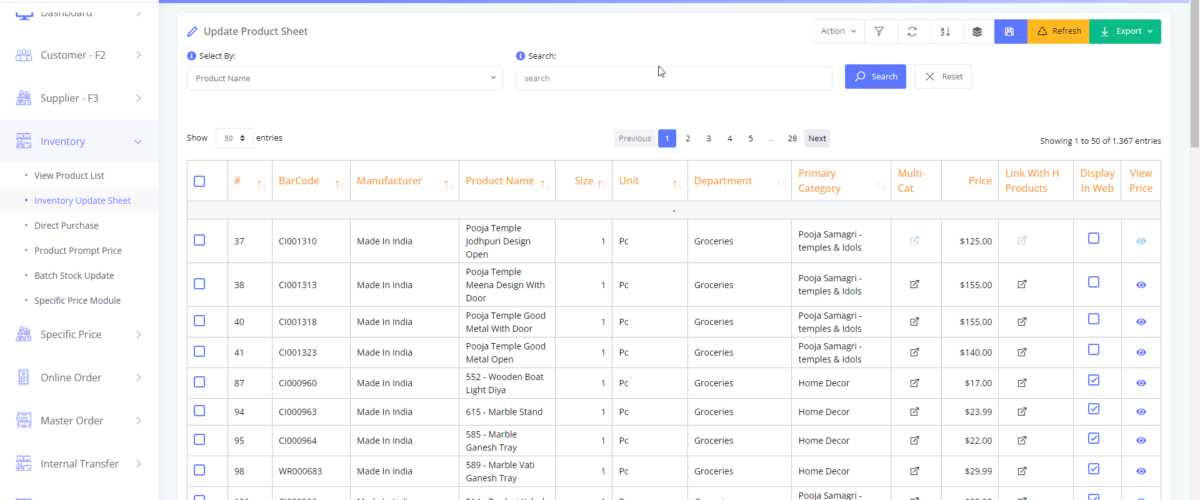 Dashboard
Customer - F2
Supplier - F3
Inventory
View Product List
Inventory Update Sheet
Direct Purchase
Product Prompt Price
Batch Stock Update
Specific Price Module
Specific Price
Online Order
Master Order
Internal Transfer
Update Product Sheet
Action
Refresh
Export
Select By:
Search:
Product Name
search
Search
Reset
Show 50 entries
Previous 1 2 3 4 5 ... 28 Next
Showing 1 to 50 of 1,367 entries
# BarCode Manufacturer Product Name Size Unit Department Primary Category Multi-Cat Price Link With H Products Display In Web View Price
-
37 CI001310 Made In India Pooja Temple Jodhpuri Design Open 1 Pc Groceries Pooja Samagri - temples & Idols $125.00
38 CI001313 Made In India Pooja Temple Meena Design With Door 1 Pc Groceries Pooja Samagri - temples & Idols $155.00
40 CI001318 Made In India Pooja Temple Good Metal With Door 1 Pc Groceries Pooja Samagri - temples & Idols $155.00
41 CI001323 Made In India Pooja Temple Good Metal Open 1 Pc Groceries Pooja Samagri - temples & Idols $140.00
87 CI000960 Made In India 552 - Wooden Boat Light Diya 1 Pc Groceries Home Decor $17.00
94 CI000963 Made In India 615 - Marble Stand 1 Pc Groceries Home Decor $23.99
95 CI000964 Made In India 585 - Marble Ganesh Tray 1 Pc Groceries Home Decor $22.00
98 WR000683 Made In India 589 - Marble Vati Ganesh Tray 1 Pc Groceries Home Decor $29.99
Pooja Samagri -